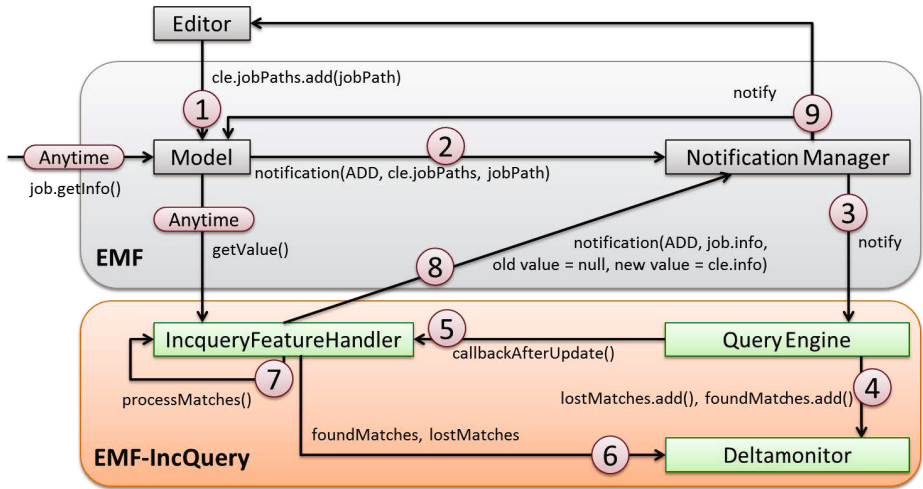 Editor
cle.jobPaths.add(jobPath)
1
notify
9
2
Anytime
Model
Notification Manager
job.getInfo()
notification(ADD, cle.jobPaths, jobPath)
Anytime
3
getValue()
notification(ADD, job.info,
notify
EMF
8
old value = null, new value = cle.info)
5
IncqueryFeatureHandler
Query Engine
callbackAfterUpdate()
7
4
processMatches()
lostMatches.add(), foundMatches.add()
foundMatches, lostMatches
EMF-IncQuery
6
Deltamonitor